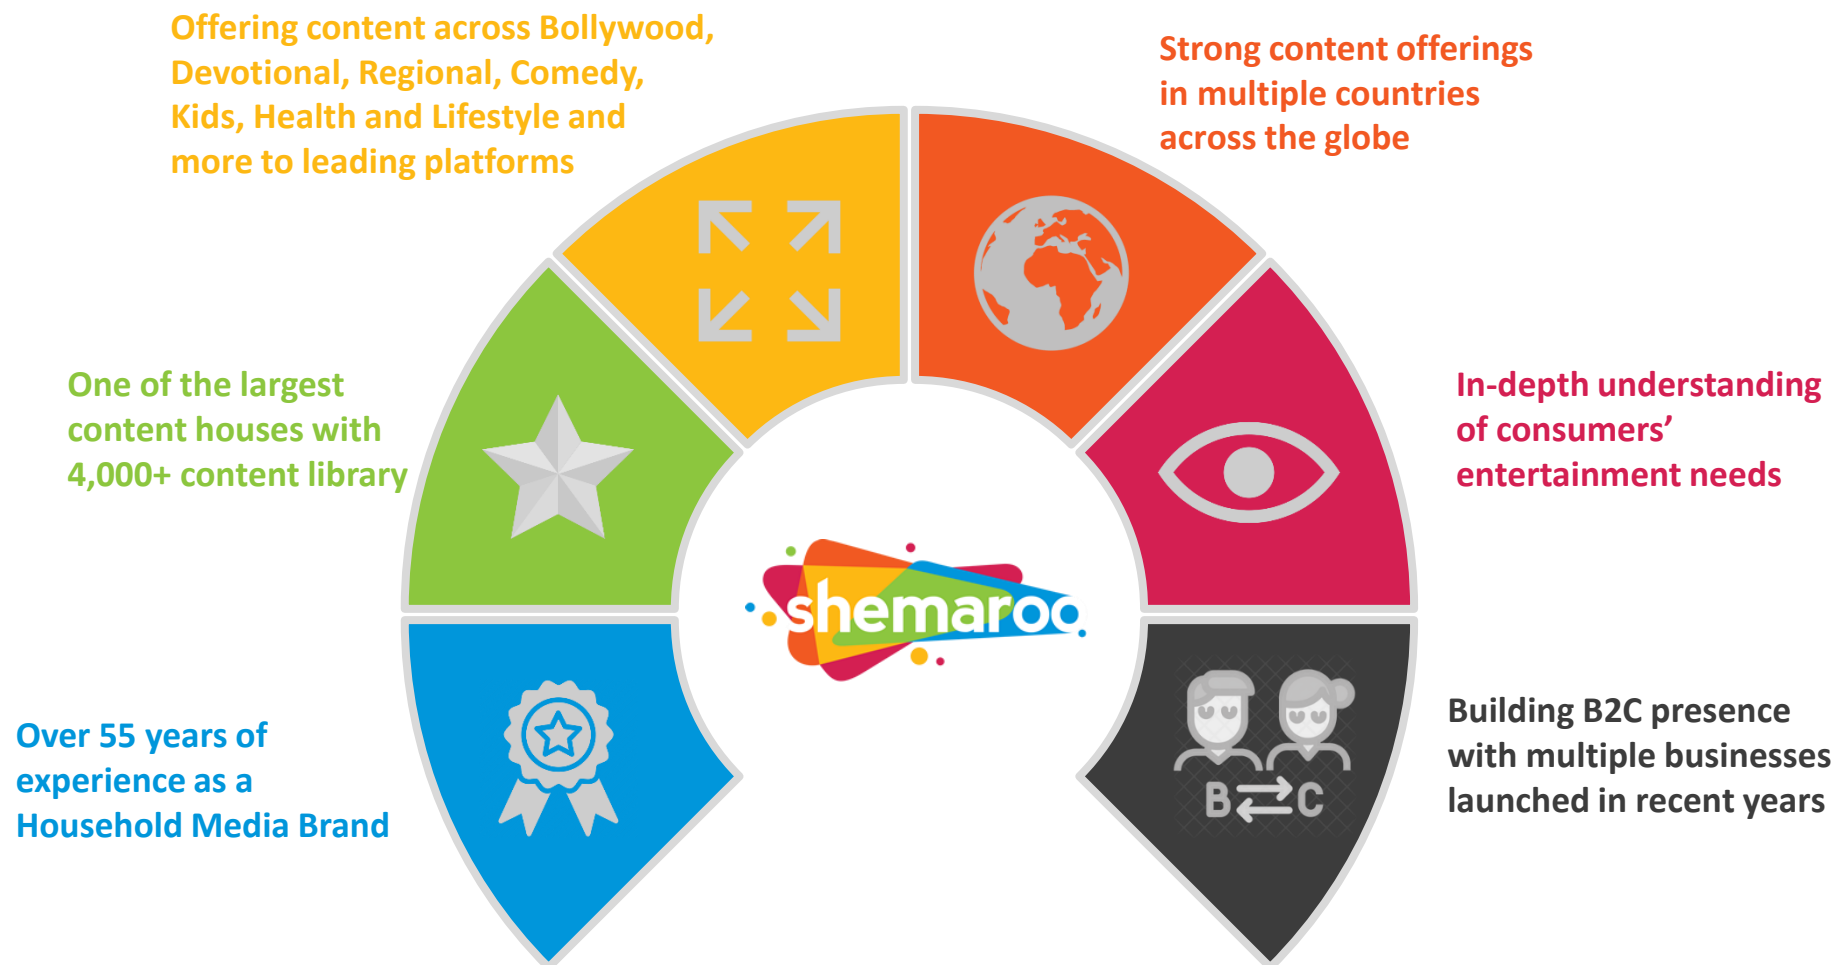 Offering content across Bollywood,
Devotional, Regional, Comedy,
Kids, Health and Lifestyle and
more to leading platforms
Strong content offerings
in multiple countries
across the globe
One of the largest
content houses with
4,000+ content library
In-depth understanding
of consumers’
entertainment needs
shemaroo
Over 55 years of
experience as a
Household Media Brand
B C
Building B2C presence
with multiple businesses
launched in recent years